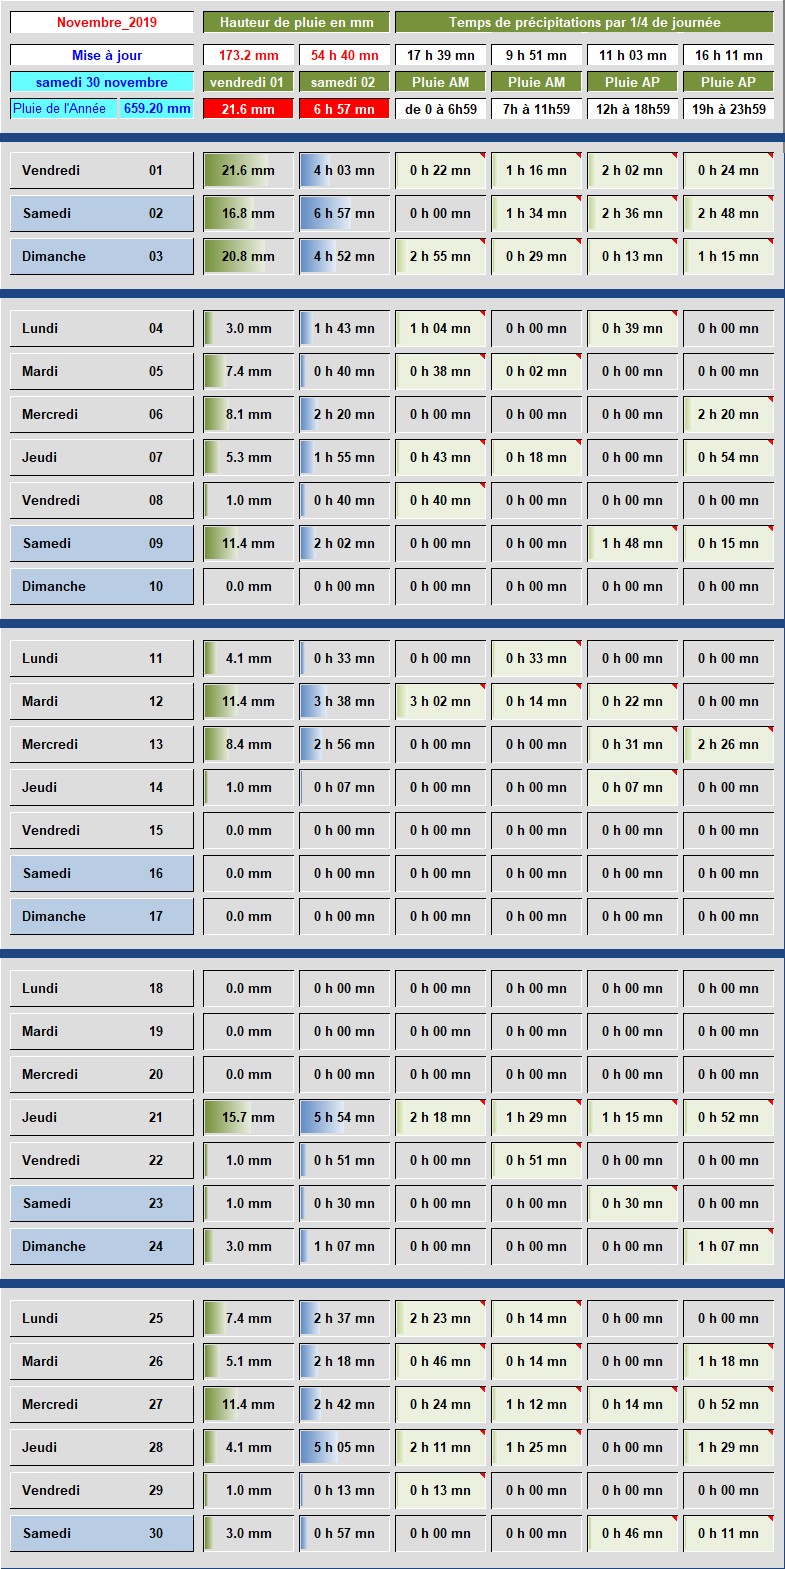 Novembre_2019 Hauteur de pluie en mm Temps de précipitations par 1/4 de journée
Mise à jour 173.2 mm 54 h 40 mn 17 h 39 mn 9 h 51 mn 11 h 03 mn 16 h 11 mn
samedi 30 novembre vendredi 01 samedi 02 Pluie AM Pluie AM Pluie AP Pluie AP
Pluie de l'Année 659.20 mm 21.6 mm 6 h 57 mn de 0 à 6h59 7h à 11h59 12h à 18h59 19h à 23h59
Vendredi 01 21.6 mm 4 h 03 mn 0 h 22 mn 1 h 16 mn 2 h 02 mn 0 h 24 mn
Samedi 02 16.8 mm 6 h 57 mn 0 h 00 mn 1 h 34 mn 2 h 36 mn 2 h 48 mn
Dimanche 03 20.8 mm 4 h 52 mn 2 h 55 mn 0 h 29 mn 0 h 13 mn 1 h 15 mn
Lundi 04 3.0 mm 1 h 43 mn 1 h 04 mn 0 h 00 mn 0 h 39 mn 0 h 00 mn
Mardi 05 7.4 mm 0 h 40 mn 0 h 38 mn 0 h 02 mn 0 h 00 mn 0 h 00 mn
Mercredi 06 8.1 mm 2 h 20 mn 0 h 00 mn 0 h 00 mn 0 h 00 mn 2 h 20 mn
Jeudi 07 5.3 mm 1 h 55 mn 0 h 43 mn 0 h 18 mn 0 h 00 mn 0 h 54 mn
Vendredi 08 1.0 mm 0 h 40 mn 0 h 40 mn 0 h 00 mn 0 h 00 mn 0 h 00 mn
Samedi 09 11.4 mm 2 h 02 mn 0 h 00 mn 0 h 00 mn 1 h 48 mn 0 h 15 mn
Dimanche 10 0.0 mm 0 h 00 mn 0 h 00 mn 0 h 00 mn 0 h 00 mn 0 h 00 mn
Lundi 11 4.1 mm 0 h 33 mn 0 h 00 mn 0 h 33 mn 0 h 00 mn 0 h 00 mn
Mardi 12 11.4 mm 3 h 38 mn 3 h 02 mn 0 h 14 mn 0 h 22 mn 0 h 00 mn
Mercredi 13 8.4 mm 2 h 56 mn 0 h 00 mn 0 h 00 mn 0 h 31 mn 2 h 26 mn
Jeudi 14 1.0 mm 0 h 07 mn 0 h 00 mn 0 h 00 mn 0 h 07 mn 0 h 00 mn
Vendredi 15 0.0 mm 0 h 00 mn 0 h 00 mn 0 h 00 mn 0 h 00 mn 0 h 00 mn
Samedi 16 0.0 mm 0 h 00 mn 0 h 00 mn 0 h 00 mn 0 h 00 mn 0 h 00 mn
Dimanche 17 0.0 mm 0 h 00 mn 0 h 00 mn 0 h 00 mn 0 h 00 mn 0 h 00 mn
Lundi 18 0.0 mm 0 h 00 mn 0 h 00 mn 0 h 00 mn 0 h 00 mn 0 h 00 mn
Mardi 19 0.0 mm 0 h 00 mn 0 h 00 mn 0 h 00 mn 0 h 00 mn 0 h 00 mn
Mercredi 20 0.0 mm 0 h 00 mn 0 h 00 mn 0 h 00 mn 0 h 00 mn 0 h 00 mn
Jeudi 21 15.7 mm 5 h 54 mn 2 h 18 mn 1 h 29 mn 1 h 15 mn 0 h 52 mn
Vendredi 22 1.0 mm 0 h 51 mn 0 h 00 mn 0 h 51 mn 0 h 00 mn 0 h 00 mn
Samedi 23 1.0 mm 0 h 30 mn 0 h 00 mn 0 h 00 mn 0 h 30 mn 0 h 00 mn
Dimanche 24 3.0 mm 1 h 07 mn 0 h 00 mn 0 h 00 mn 0 h 00 mn 1 h 07 mn
Lundi 25 7.4 mm 2 h 37 mn 2 h 23 mn 0 h 14 mn 0 h 00 mn 0 h 00 mn
Mardi 26 5.1 mm 2 h 18 mn 0 h 46 mn 0 h 14 mn 0 h 00 mn 1 h 18 mn
Mercredi 27 11.4 mm 2 h 42 mn 0 h 24 mn 1 h 12 mn 0 h 14 mn 0 h 52 mn
Jeudi 28 4.1 mm 5 h 05 mn 2 h 11 mn 1 h 25 mn 0 h 00 mn 1 h 29 mn
Vendredi 29 1.0 mm 0 h 13 mn 0 h 13 mn 0 h 00 mn 0 h 00 mn 0 h 00 mn
Samedi 30 3.0 mm 0 h 57 mn 0 h 00 mn 0 h 00 mn 0 h 46 mn 0 h 11 mn